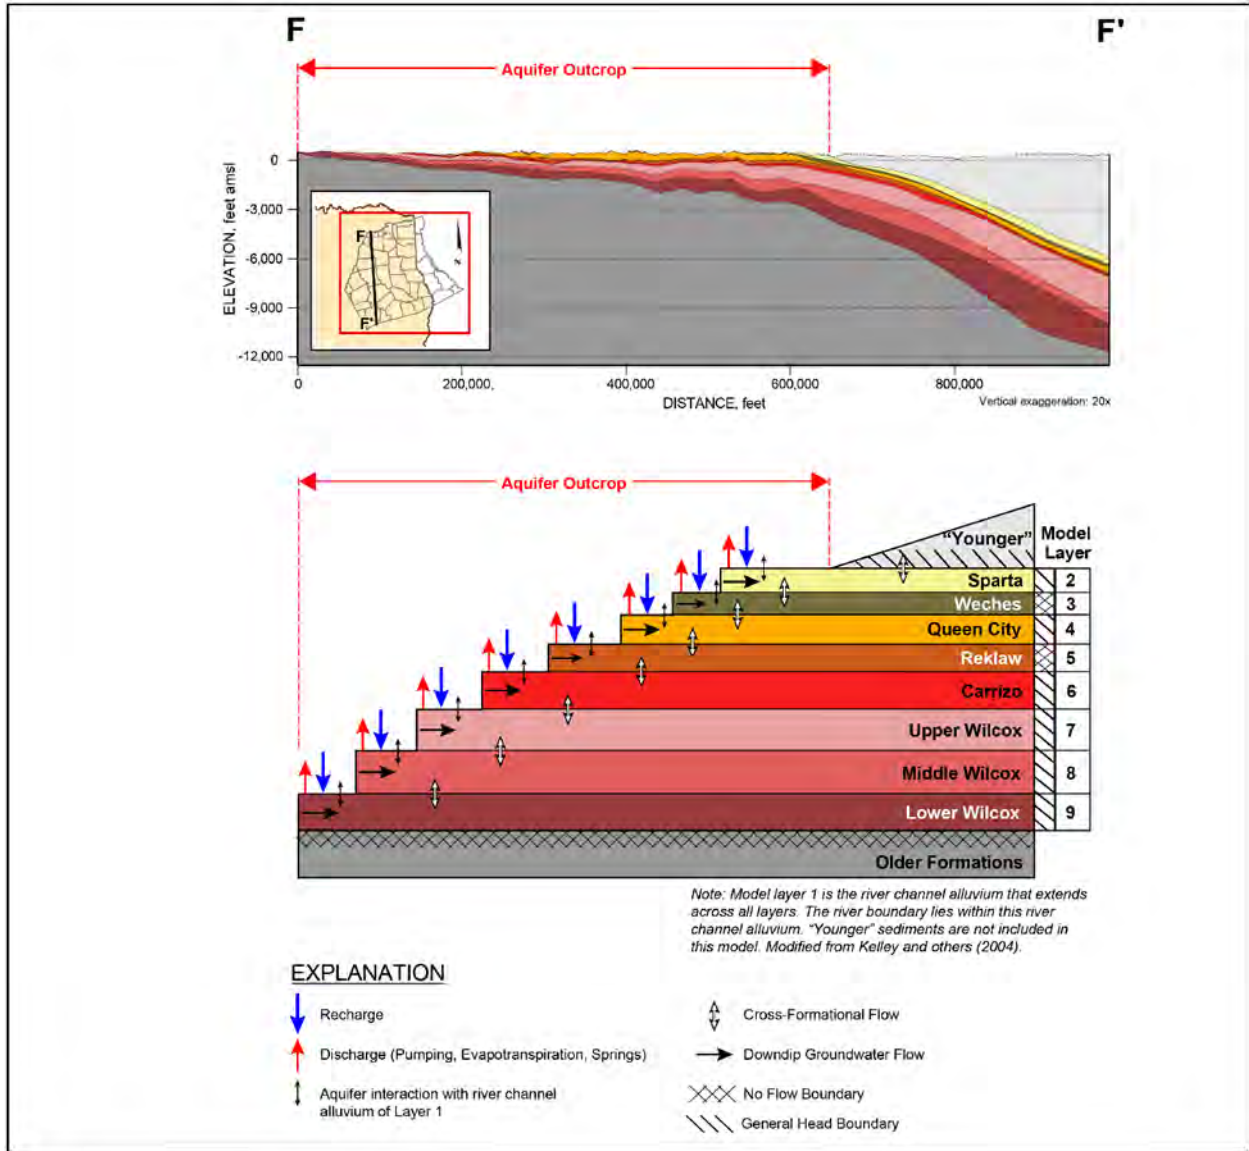 F
F'
Aquifer Outcrop
ELEVATION, feet amsl
0
-3,000
-6,000
-9,000
-12,000
F
F'
N
0
200,000,
400,000
600,000
800,000
DISTANCE, feet
Vertical exaggeration: 20x
Aquifer Outcrop
"Younger"
Model
Layer
Sparta
2
Weches
3
Queen City
4
Reklaw
5
Carrizo
6
Upper Wilcox
7
Middle Wilcox
8
Lower Wilcox
9
Older Formations
Note: Model layer 1 is the river channel alluvium that extends
across all layers. The river boundary lies within this river
channel alluvium. "Younger" sediments are not included in
this model. Modified from Kelley and others (2004).
EXPLANATION
Recharge
Discharge (Pumping, Evapotranspiration, Springs)
Aquifer interaction with river channel
alluvium of Layer 1
Cross-Formational Flow
Downdip Groundwater Flow
No Flow Boundary
General Head Boundary